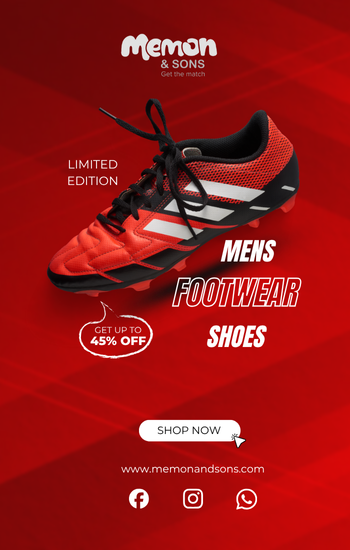 Memon
& SONS
Get the match
LIMITED
EDITION
MENS
FOOTWEAR
SHOES
GET UP TO
45% OFF
SHOP NOW
www.memonandsons.com